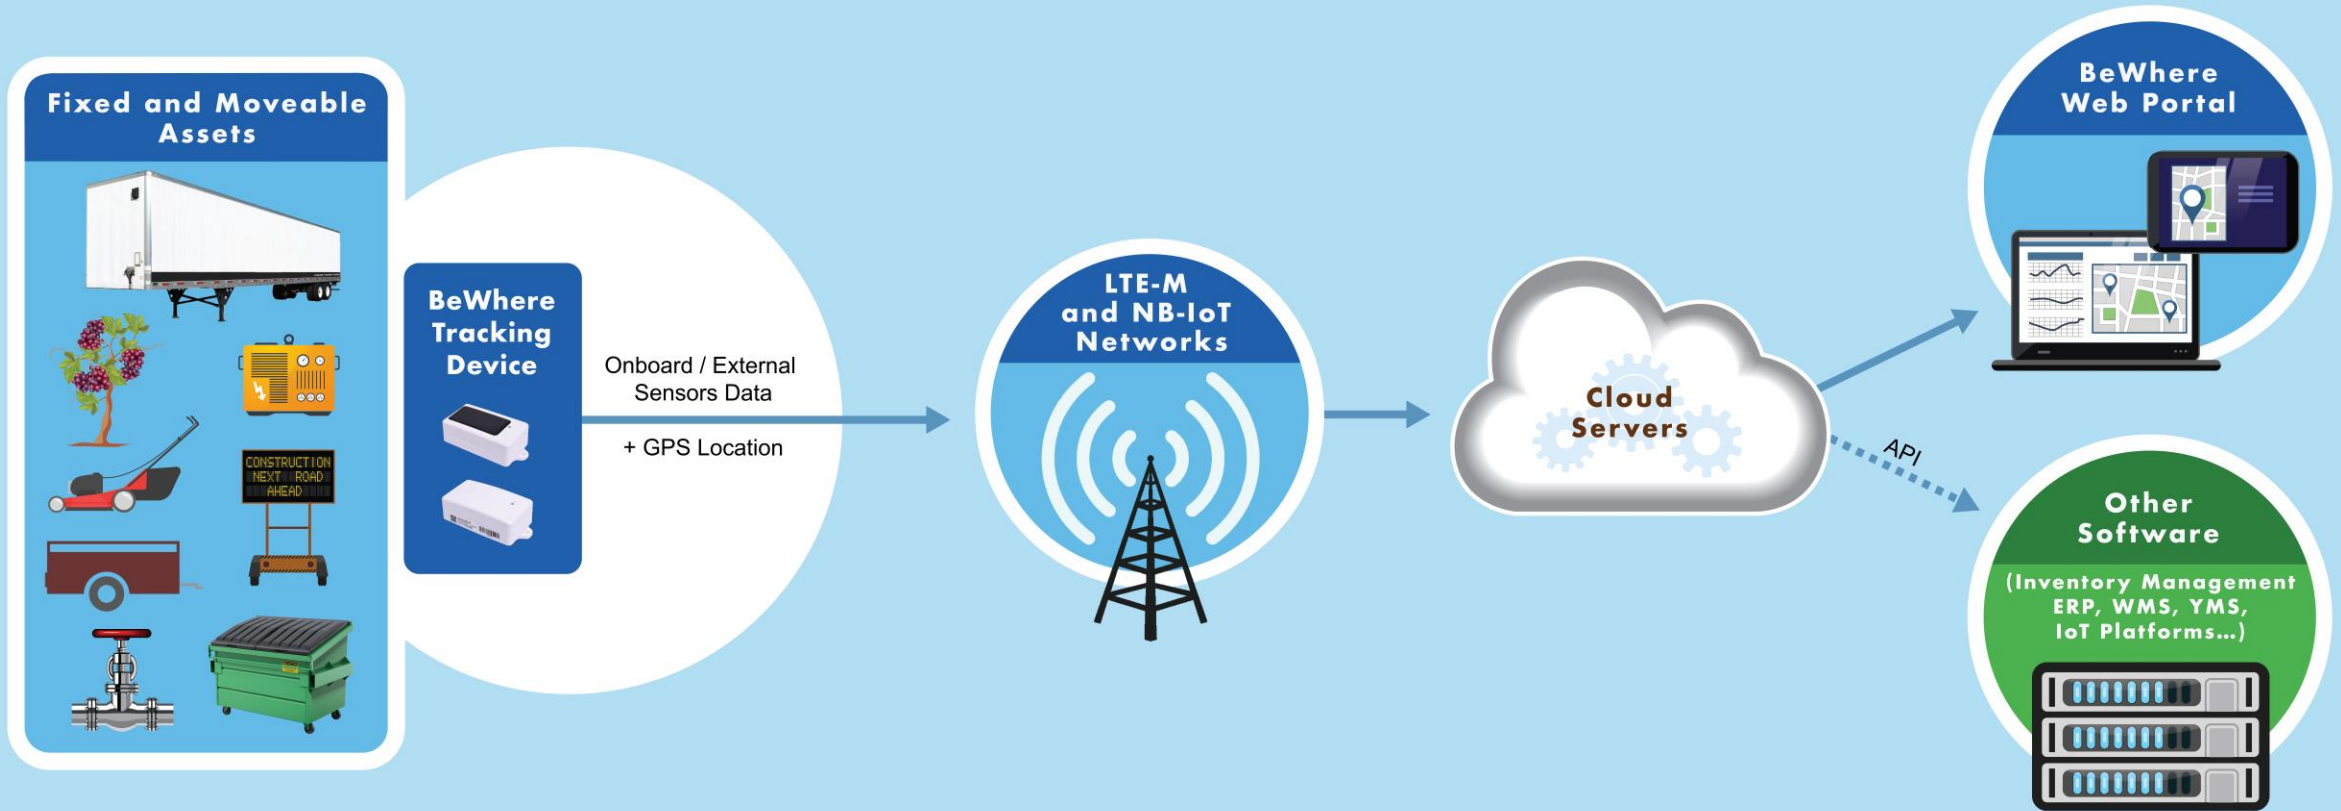 Fixed and Moveable
Assets
CONSTRUCTION
NEXT ROAD
AHEAD
BeWhere
Tracking
Device
Onboard / External
Sensors Data
+ GPS Location
LTE-M
and NB-IoT
Networks
Cloud
Servers
API
BeWhere
Web Portal
Other
Software
(Inventory Management
ERP, WMS, YMS,
IoT Platforms...)